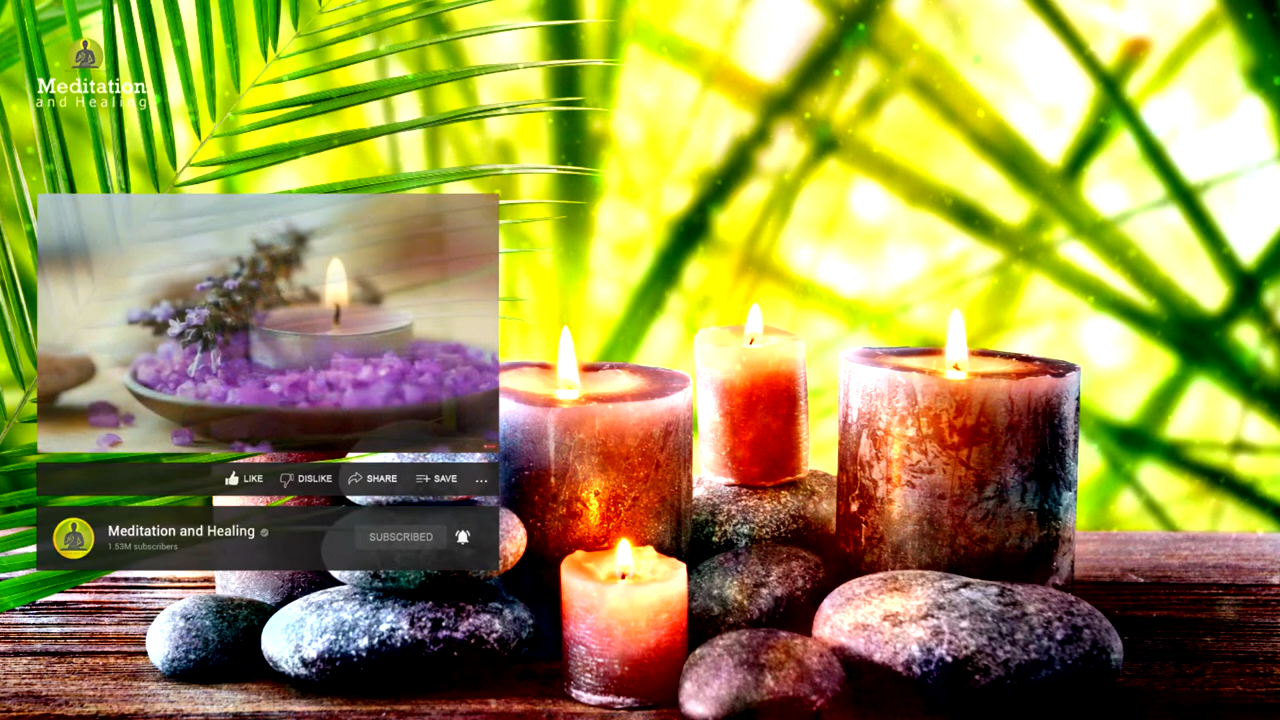 Meditation
and Healing
LIKE DISLIKE SHARE SAVE ...
Meditation and Healing
1.53M subscribers
SUBSCRIBED